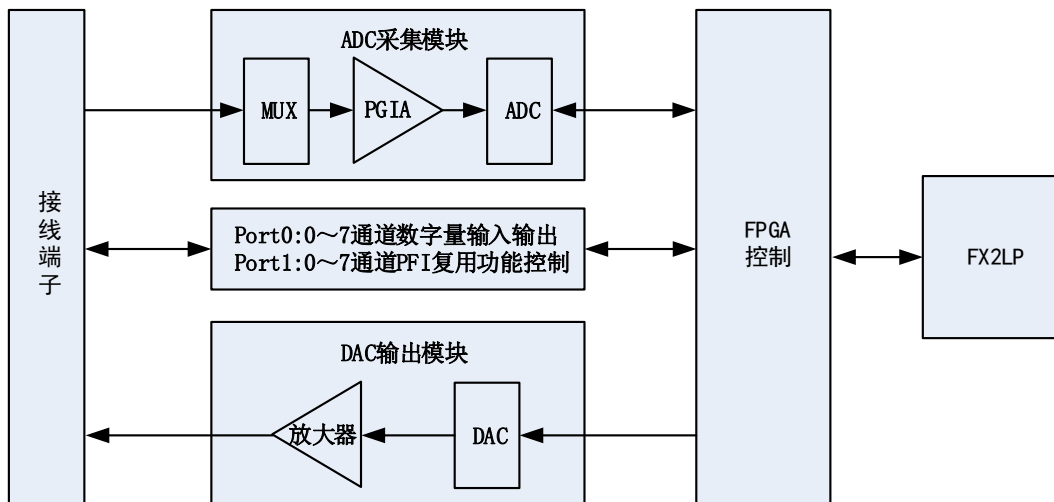 接线端子
ADC采集模块
MUX
PGIA
ADC
Port0:0～7通道数字量输入输出
Port1:0～7通道PFI复用功能控制
DAC输出模块
放大器
DAC
FPGA
控制
FX2LP